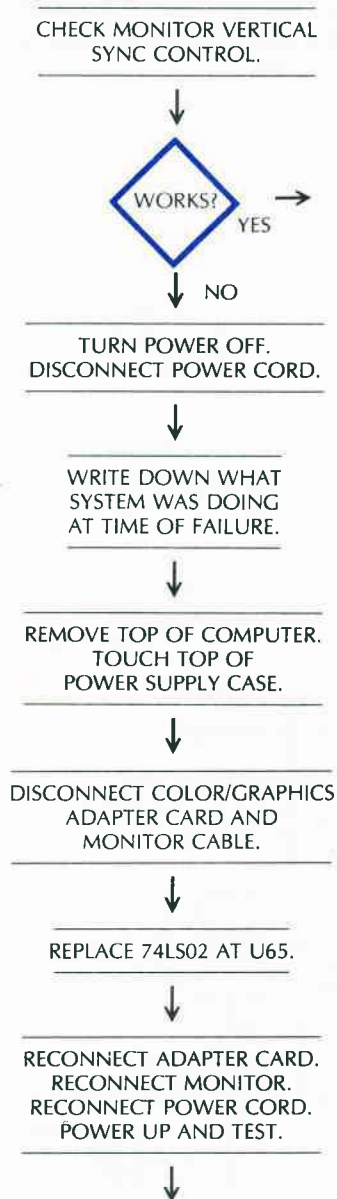 CHECK MONITOR VERTICAL
SYNC CONTROL.
WORKS?
YES
NO
TURN POWER OFF.
DISCONNECT POWER CORD.
WRITE DOWN WHAT
SYSTEM WAS DOING
AT TIME OF FAILURE.
REMOVE TOP OF COMPUTER.
TOUCH TOP OF
POWER SUPPLY CASE.
DISCONNECT COLOR/GRAPHICS
ADAPTER CARD AND
MONITOR CABLE.
REPLACE 74LS02 AT U65.
RECONNECT ADAPTER CARD.
RECONNECT MONITOR.
RECONNECT POWER CORD.
POWER UP AND TEST.